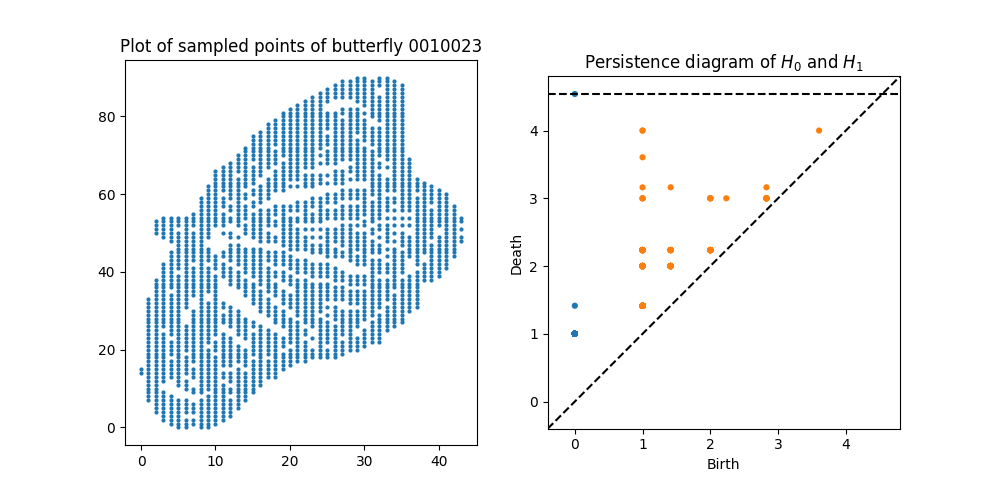 Plot of sampled points of butterfly 0010023
80
60
40
20
0
0 10 20 30 40
Persistence diagram of H₀ and H₁
Death
4
3
2
1
0
0 1 2 3 4
Birth